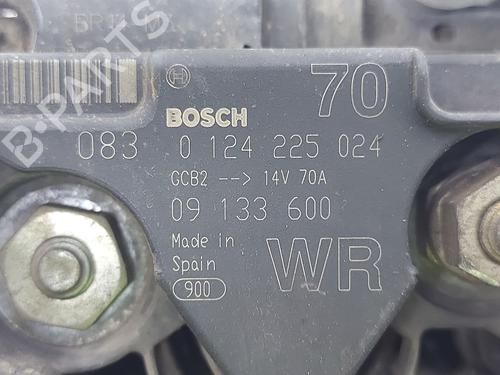 70
BOSCH
083 0 124 225 024
GCB2 --> 14V 70A
09 133 600
Made in
Spain
WR
900
B-PARTS